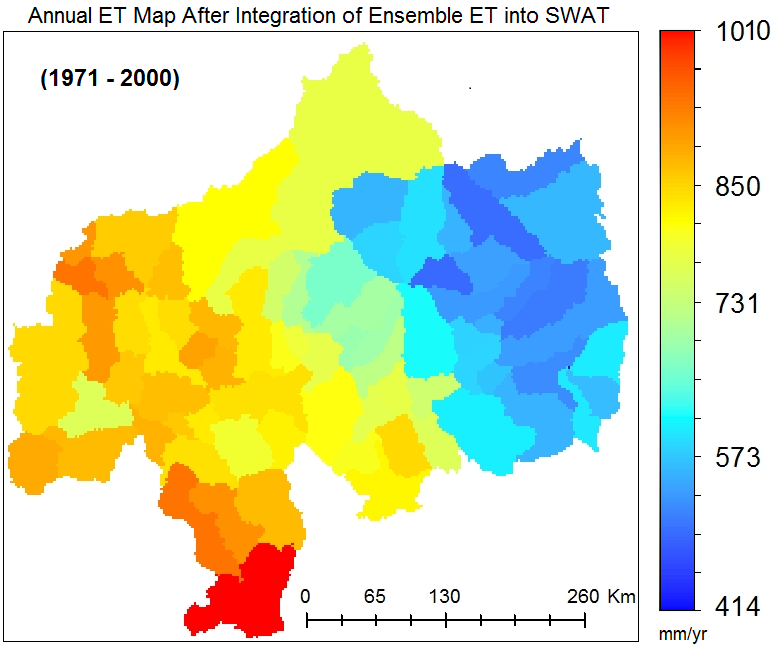 Annual ET Map After Integration of Ensemble ET into SWAT
(1971 - 2000)
1010
850
731
573
414
mm/yr
0 65 130 260 Km